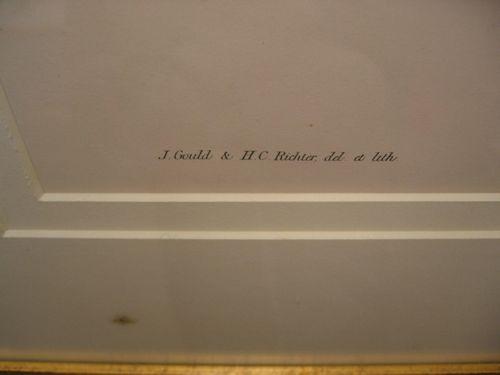 J. Gould & H. C. Richter, del et lith